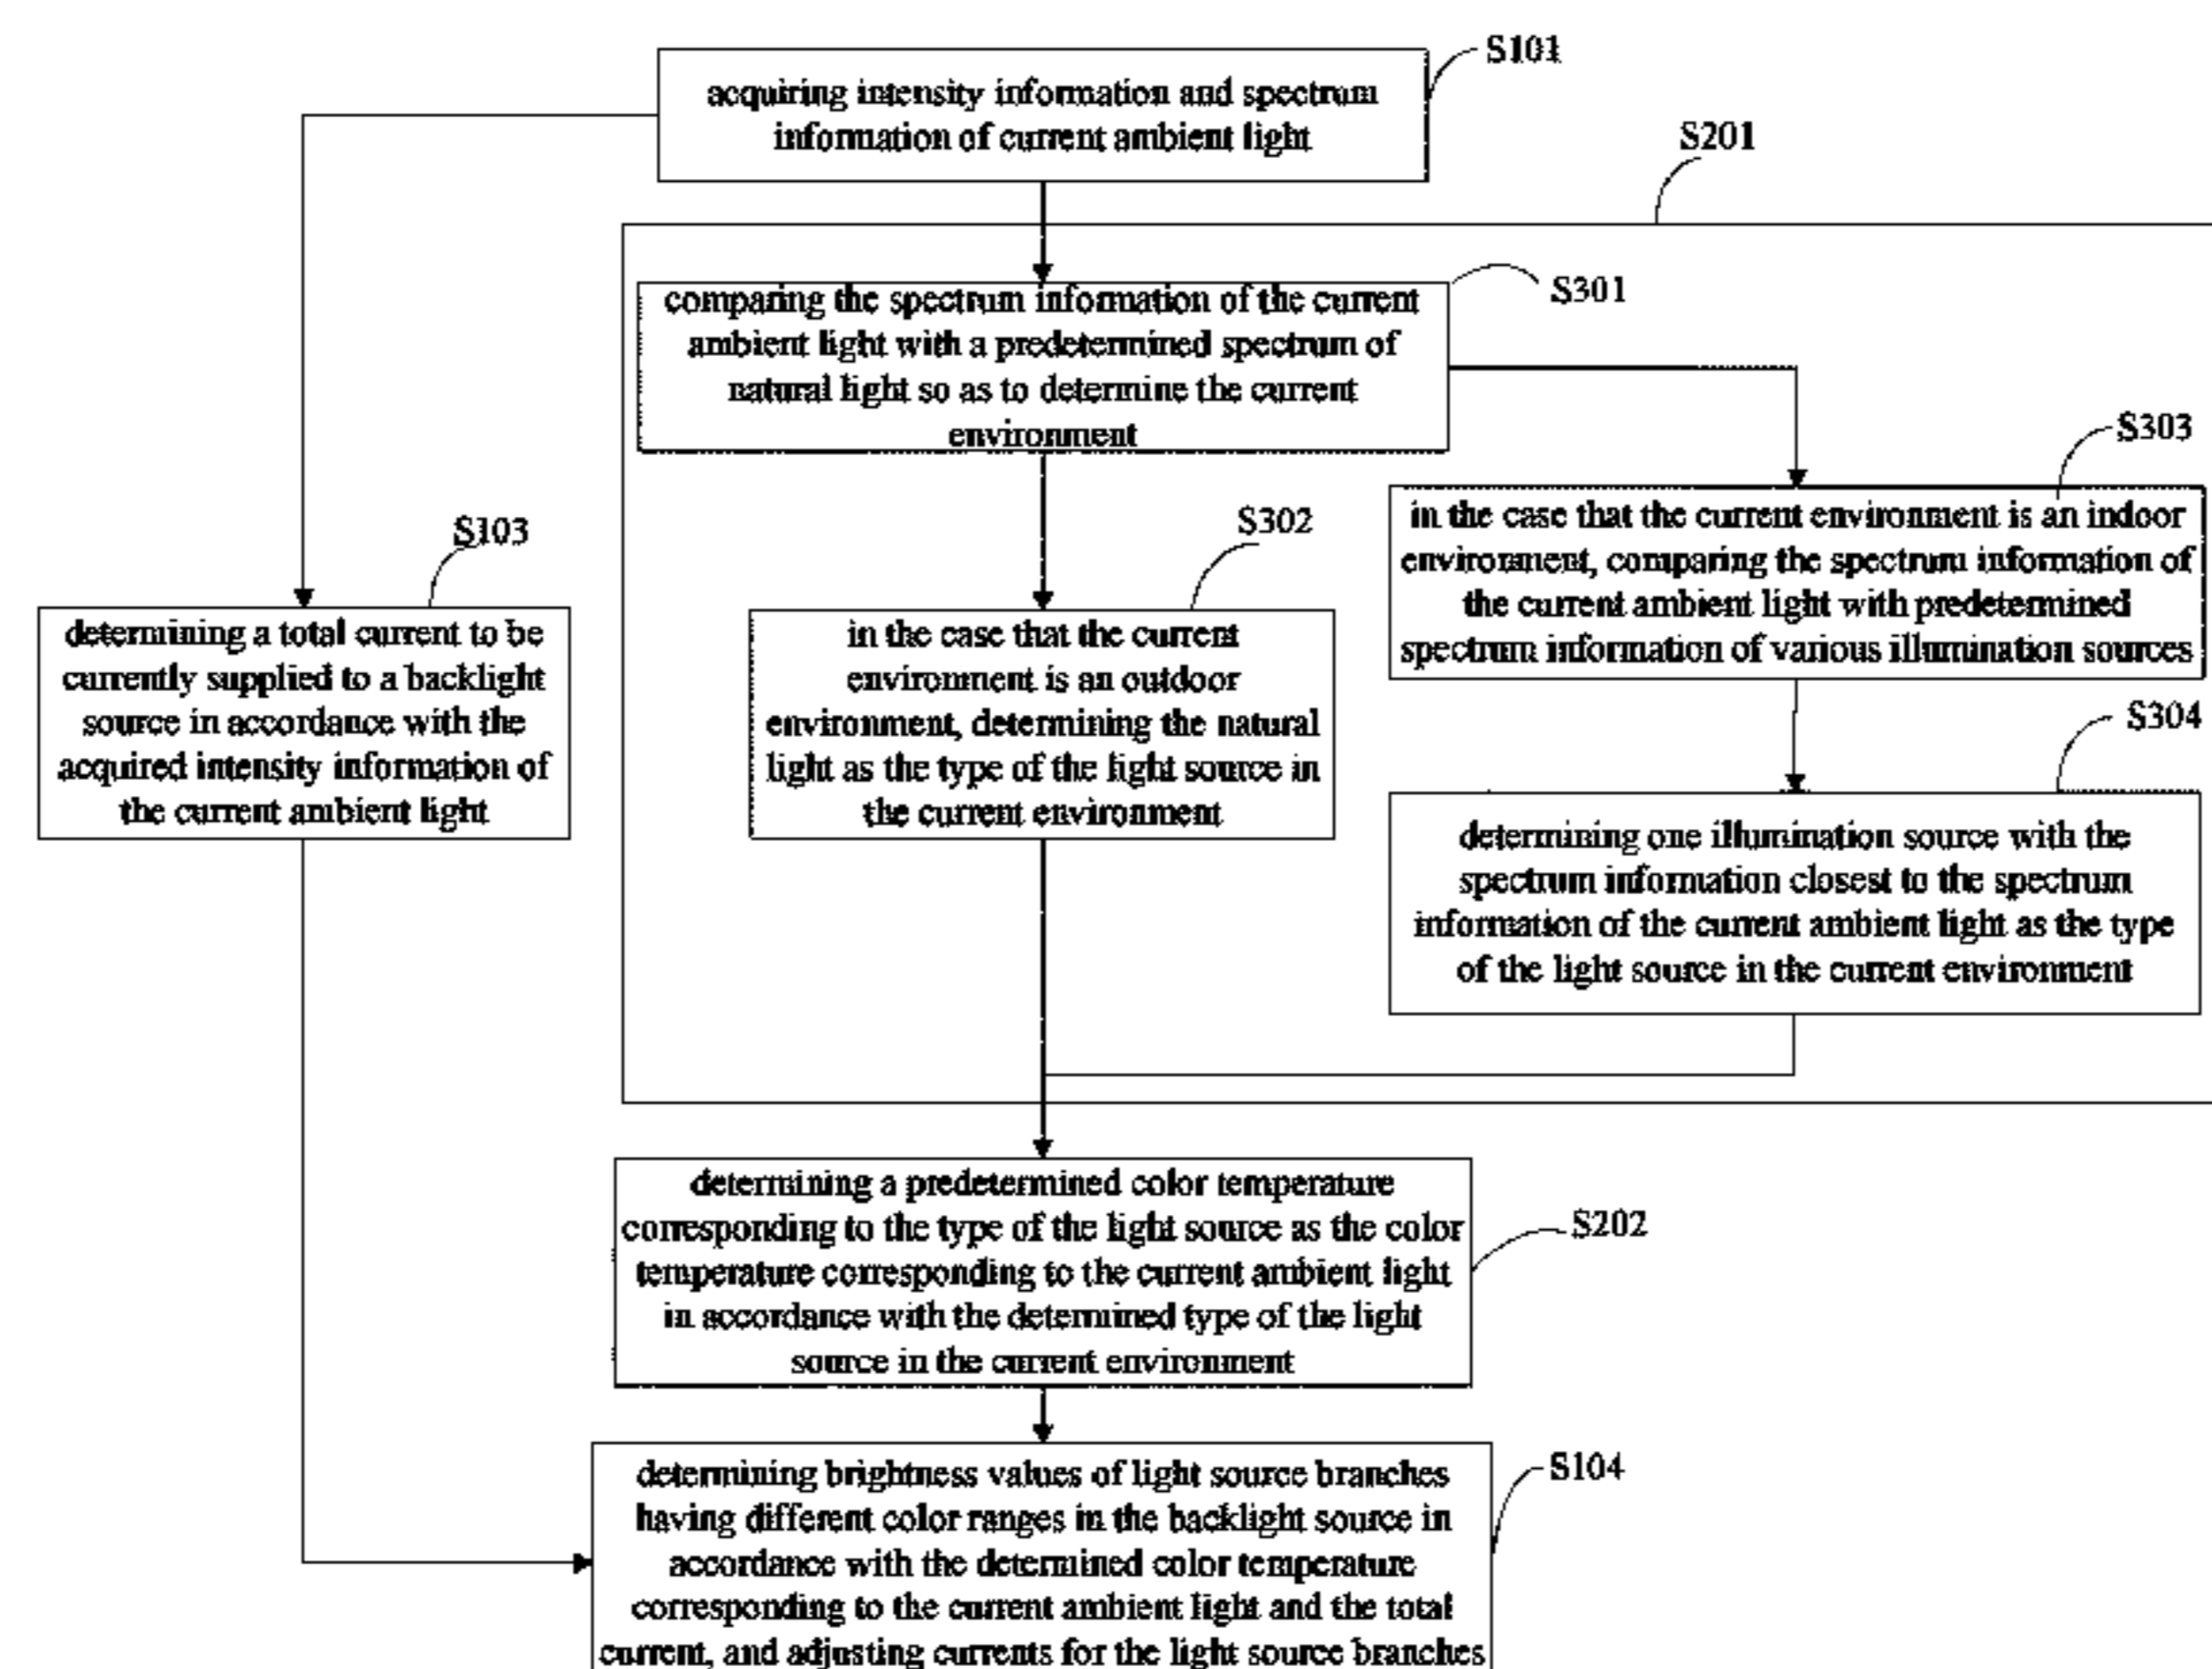 S101
acquiring intensity information and spectrum
information of current ambient light
S201
S301
comparing the spectrum information of the current
ambient light with a predetermined spectrum of
natural light so as to determine the current
environment
S303
in the case that the current environment is an indoor
environment, comparing the spectrum information of
the current ambient light with predetermined
spectrum information of various illumination sources
S103
determining a total current to be
currently supplied to a backlight
source in accordance with the
acquired intensity information of
the current ambient light
S302
in the case that the current
environment is an outdoor
environment, determining the natural
light as the type of the light source in
the current environment
S304
determining one illumination source with the
spectrum information closest to the spectrum
information of the current ambient light as the type
of the light source in the current environment
determining a predetermined color temperature
corresponding to the type of the light source as the color
temperature corresponding to the current ambient light
in accordance with the determined type of the light
source in the current environment
S202
determining brightness values of light source branches
having different color ranges in the backlight source in
accordance with the determined color temperature
corresponding to the current ambient light and the total
current, and adjusting currents for the light source branches
S104